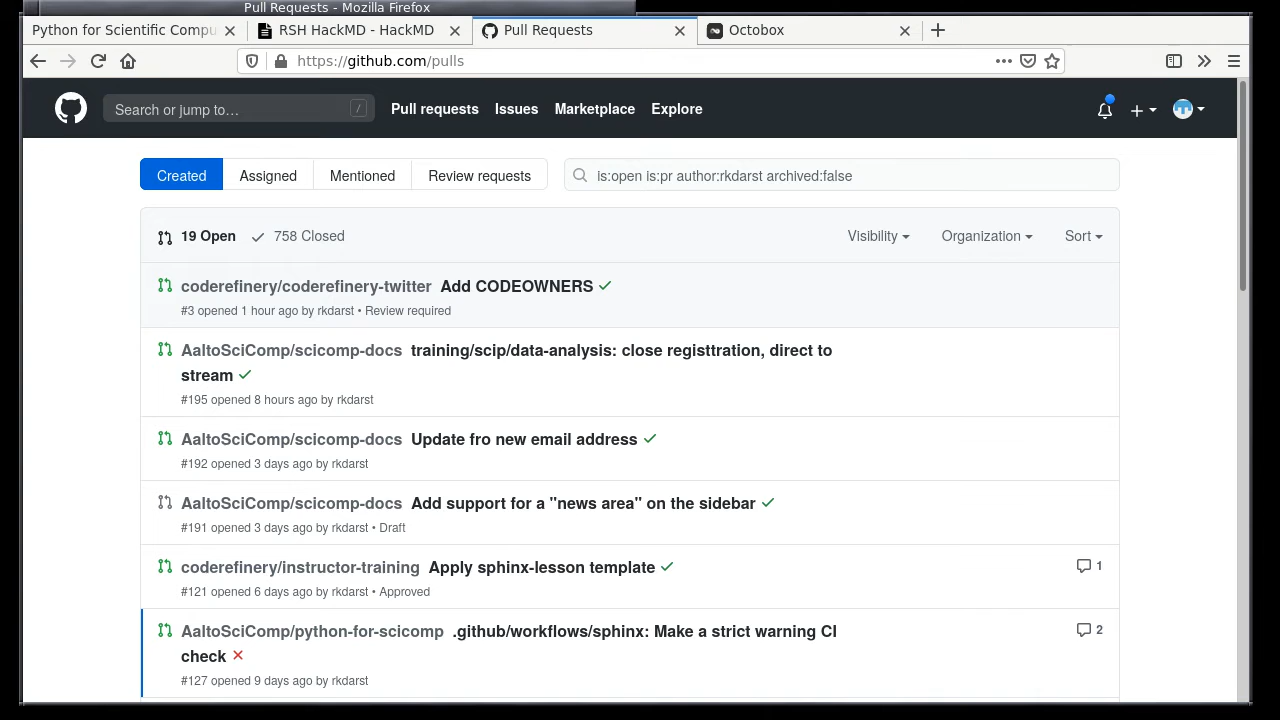 Pull Requests - Mozilla Firefox
Python for Scientific Compu
RSH HackMD - HackMD
Pull Requests
Octobox
https://github.com/pulls
Search or jump to…
/
Pull requests
Issues
Marketplace
Explore
Created
Assigned
Mentioned
Review requests
is:open is:pr author:rkdarst archived:false
19 Open
758 Closed
Visibility
Organization
Sort
coderefinery/coderefinery-twitter Add CODEOWNERS
#3 opened 1 hour ago by rkdarst • Review required
AaltoSciComp/scicomp-docs training/scip/data-analysis: close registtration, direct to
stream
#195 opened 8 hours ago by rkdarst
AaltoSciComp/scicomp-docs Update fro new email address
#192 opened 3 days ago by rkdarst
AaltoSciComp/scicomp-docs Add support for a "news area" on the sidebar
#191 opened 3 days ago by rkdarst • Draft
coderefinery/instructor-training Apply sphinx-lesson template
1
#121 opened 6 days ago by rkdarst • Approved
AaltoSciComp/python-for-scicomp .github/workflows/sphinx: Make a strict warning CI
2
check
#127 opened 9 days ago by rkdarst